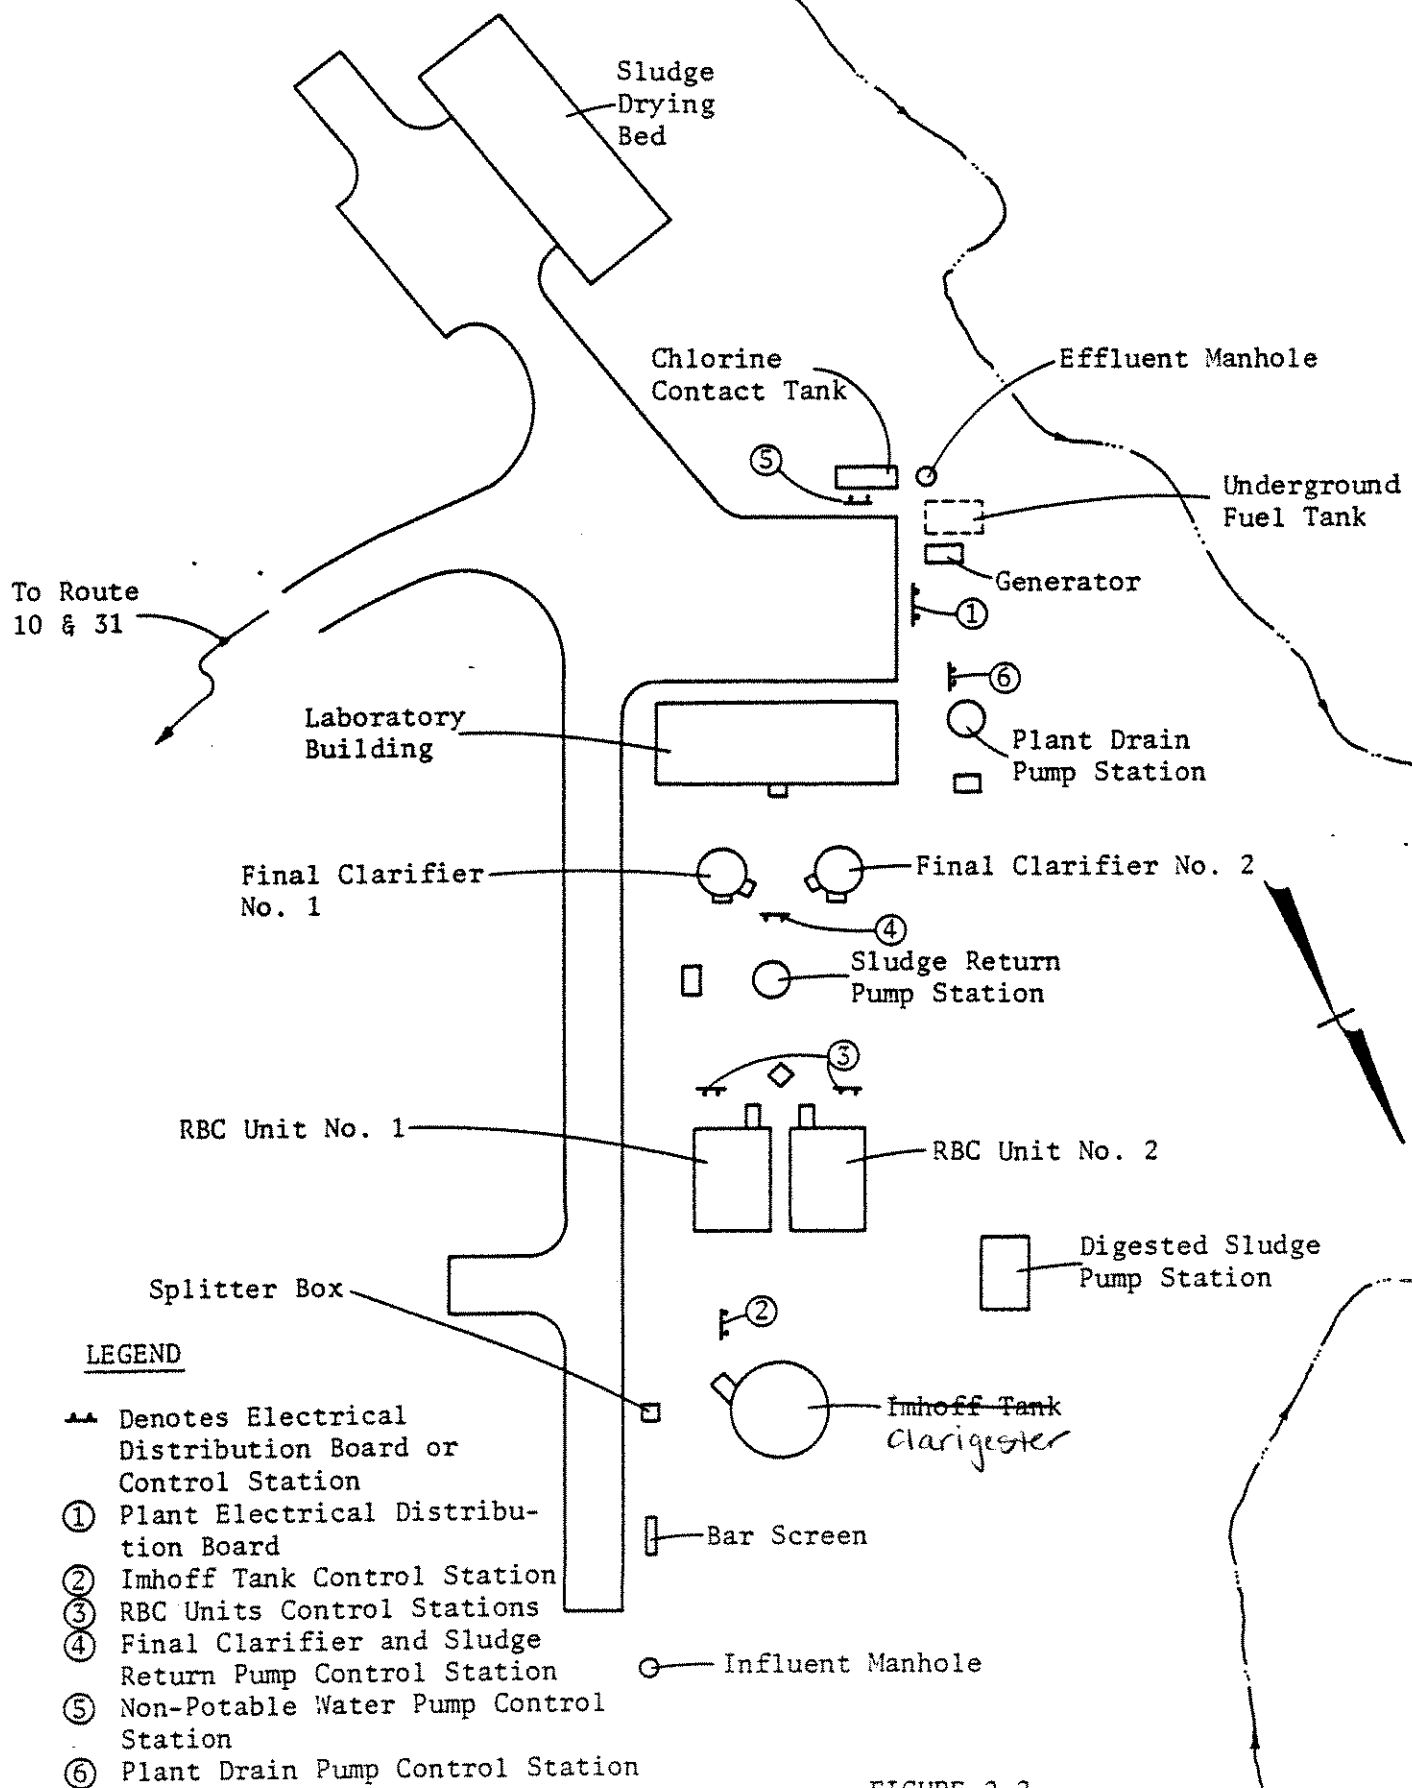 Sludge
Drying
Bed
Chlorine
Contact Tank
Effluent Manhole
5
Underground
Fuel Tank
Generator
1
To Route
10 & 31
6
Laboratory
Building
Plant Drain
Pump Station
Final Clarifier
No. 1
Final Clarifier No. 2
4
Sludge Return
Pump Station
3
RBC Unit No. 1
RBC Unit No. 2
Digested Sludge
Pump Station
Splitter Box
2
Imhoff Tank
Clarigester
Bar Screen
Influent Manhole
LEGEND
Denotes Electrical
Distribution Board or
Control Station
1 Plant Electrical Distribu-
tion Board
2 Imhoff Tank Control Station
3 RBC Units Control Stations
4 Final Clarifier and Sludge
Return Pump Control Station
5 Non-Potable Water Pump Control
Station
6 Plant Drain Pump Control Station